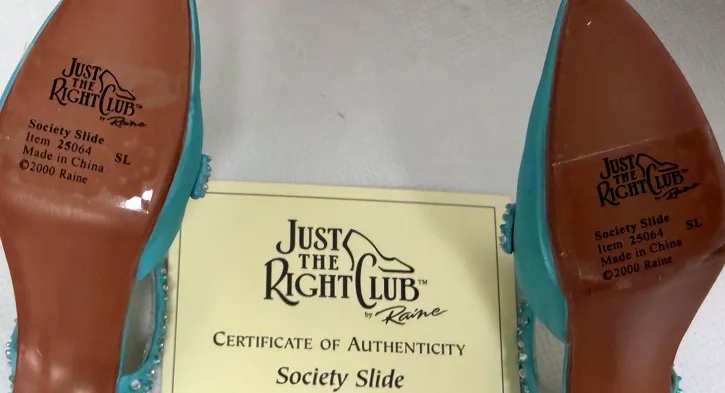 JUST
THE
RIGHT CLUB™
by Raine
Society Slide
Item 25064
Made in China SL
©2000 Raine
JUST
THE
RIGHT CLUB™
by Raine
CERTIFICATE OF AUTHENTICITY
Society Slide
JUST
THE
RIGHT CLUB
by Raine
Society Slide
Item 25064 SL
Made in China
©2000 Raine